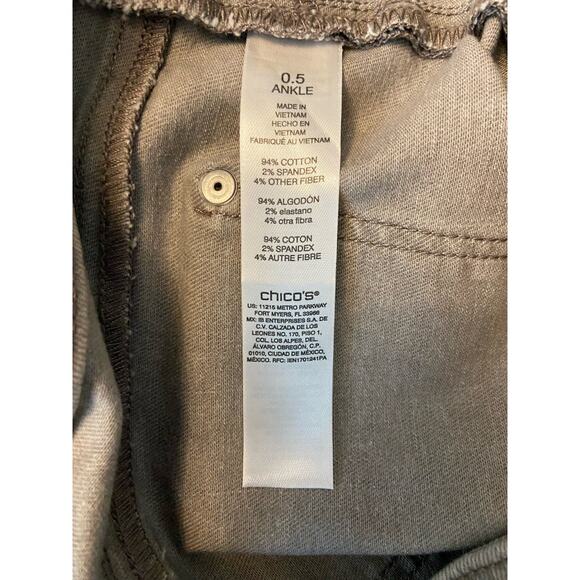 0.5
ANKLE
MADE IN
VIETNAM
HECHO EN
VIETNAM
FABRIQUÉ AU VIETNAM
94% COTTON
2% SPANDEX
4% OTHER FIBER
94% ALGODÓN
2% elastano
4% otra fibra
94% COTON
2% SPANDEX
4% AUTRE FIBRE
chico's®
US: 11215 METRO PARKWAY
FORT MYERS, FL 33966
MX: IB ENTERPRISES S.A. DE
C.V. CALZADA DE LOS
LEONES NO. 170, PISO 1,
COL. LOS ALPES, DEL.
ÁLVARO OBREGÓN, C.P.
01010, CIUDAD DE MÉXICO,
MÉXICO. RFC: IEN1701241PA